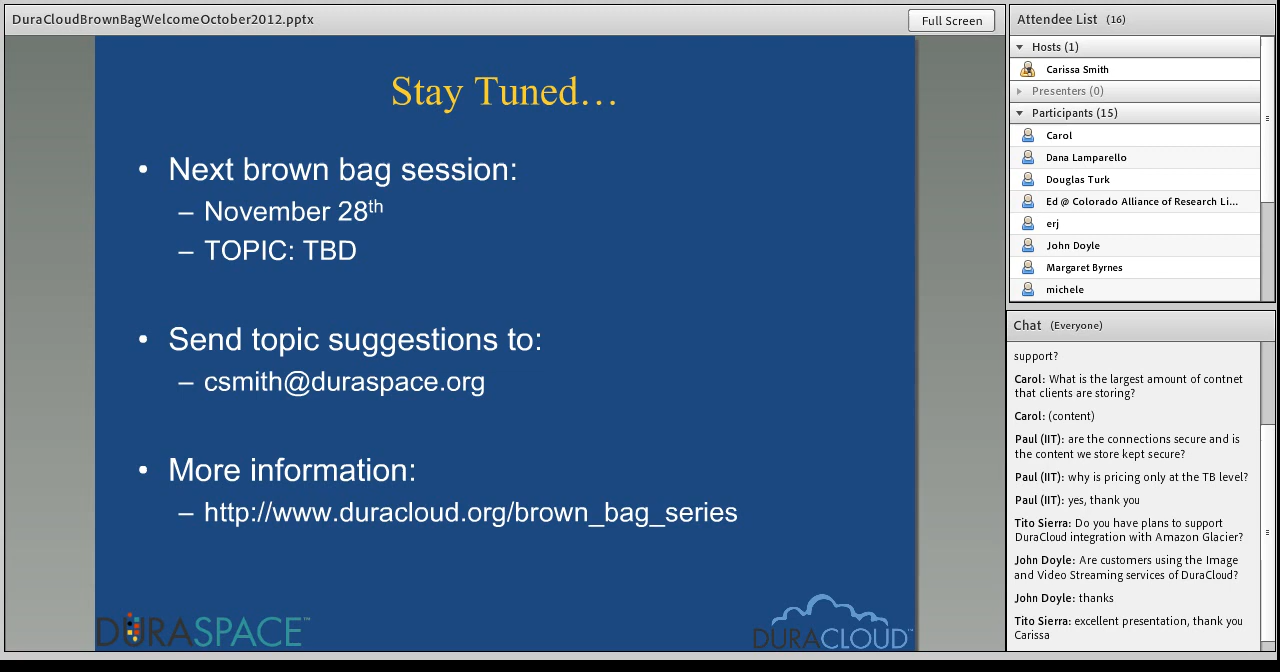 DuraCloudBrownBagWelcomeOctober2012.pptx
Full Screen
Stay Tuned…
• Next brown bag session:
– November 28th
– TOPIC: TBD
• Send topic suggestions to:
– csmith@duraspace.org
• More information:
– http://www.duracloud.org/brown_bag_series
DURASPACE™
DURACLOUD™
Attendee List (16)
Hosts (1)
Carissa Smith
Presenters (0)
Participants (15)
Carol
Dana Lamparello
Douglas Turk
Ed @ Colorado Alliance of Research Li...
erj
John Doyle
Margaret Byrnes
michele
Chat (Everyone)
support?
Carol: What is the largest amount of contnet
that clients are storing?
Carol: (content)
Paul (IIT): are the connections secure and is
the content we store kept secure?
Paul (IIT): why is pricing only at the TB level?
Paul (IIT): yes, thank you
Tito Sierra: Do you have plans to support
DuraCloud integration with Amazon Glacier?
John Doyle: Are customers using the Image
and Video Streaming services of DuraCloud?
John Doyle: thanks
Tito Sierra: excellent presentation, thank you
Carissa